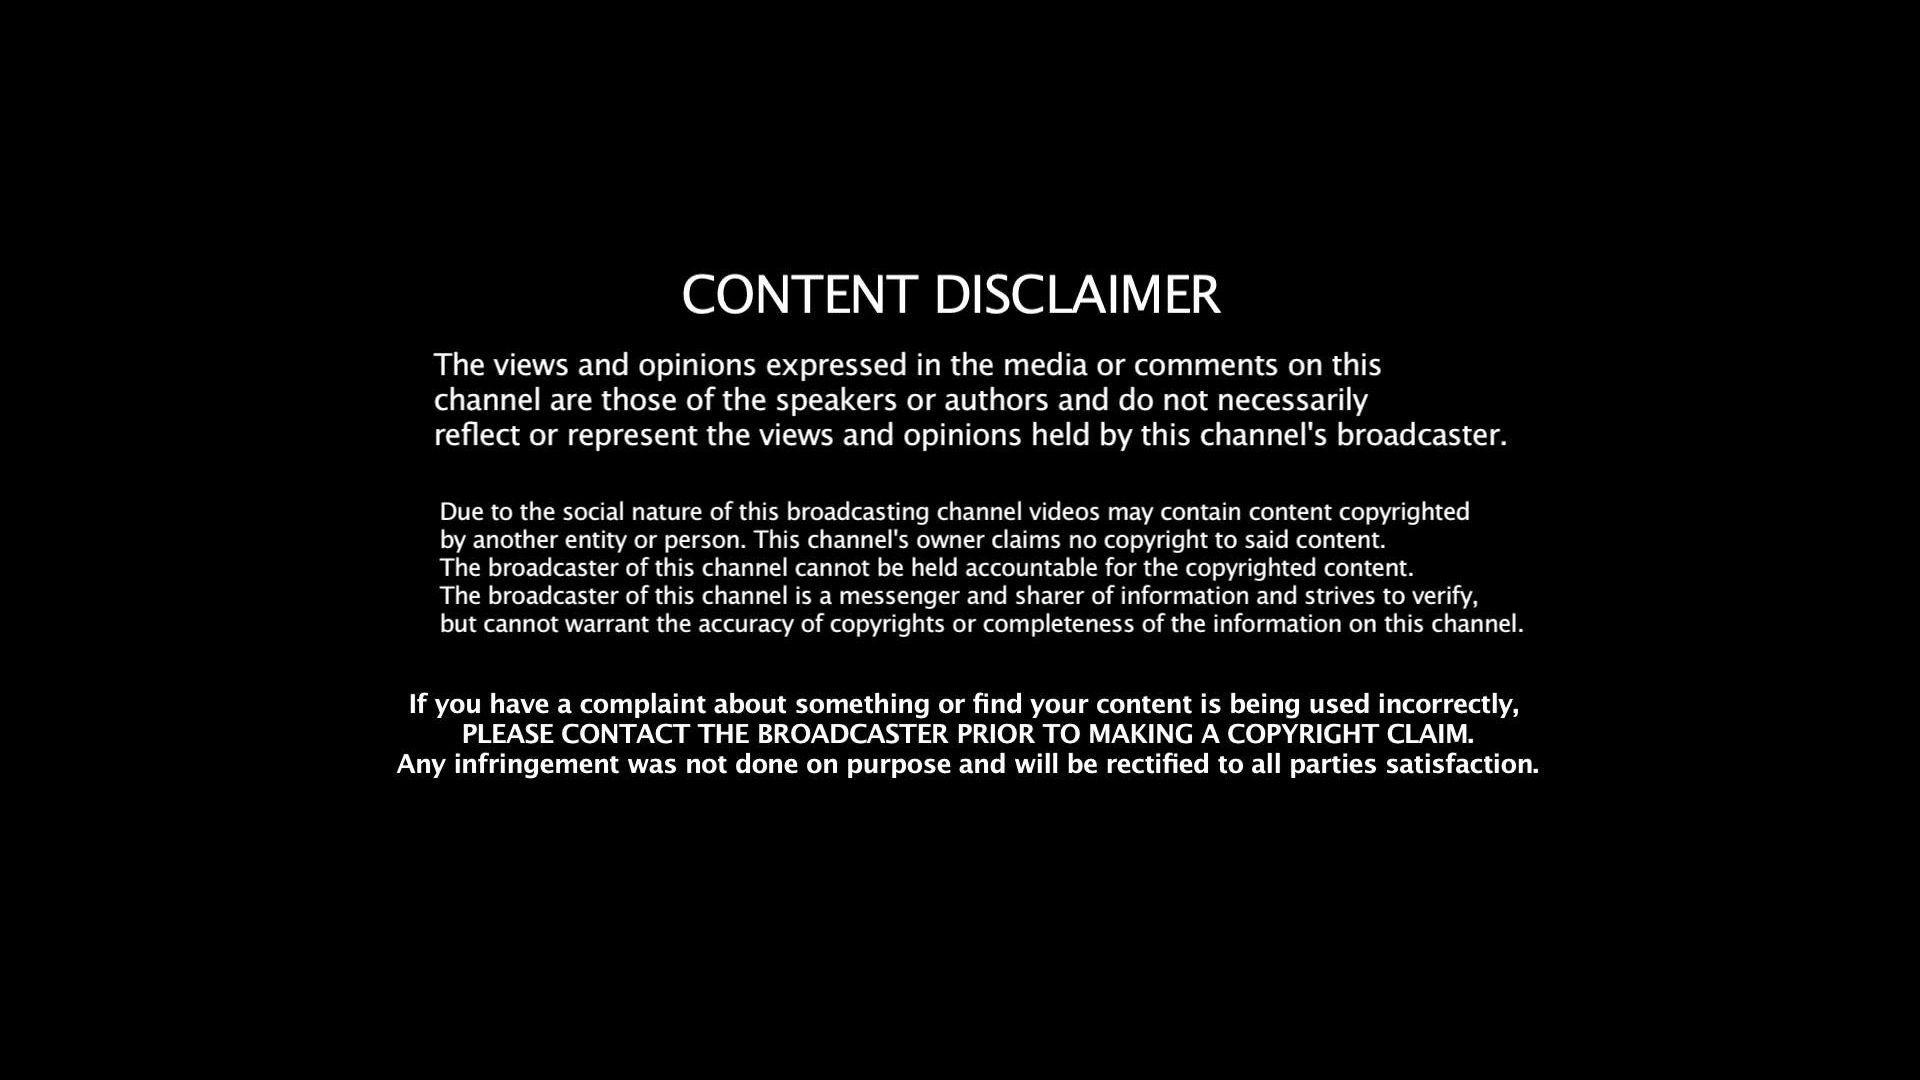 CONTENT DISCLAIMER
The views and opinions expressed in the media or comments on this
channel are those of the speakers or authors and do not necessarily
reflect or represent the views and opinions held by this channel's broadcaster.
Due to the social nature of this broadcasting channel videos may contain content copyrighted
by another entity or person. This channel's owner claims no copyright to said content.
The broadcaster of this channel cannot be held accountable for the copyrighted content.
The broadcaster of this channel is a messenger and sharer of information and strives to verify,
but cannot warrant the accuracy of copyrights or completeness of the information on this channel.
If you have a complaint about something or find your content is being used incorrectly,
PLEASE CONTACT THE BROADCASTER PRIOR TO MAKING A COPYRIGHT CLAIM.
Any infringement was not done on purpose and will be rectified to all parties satisfaction.